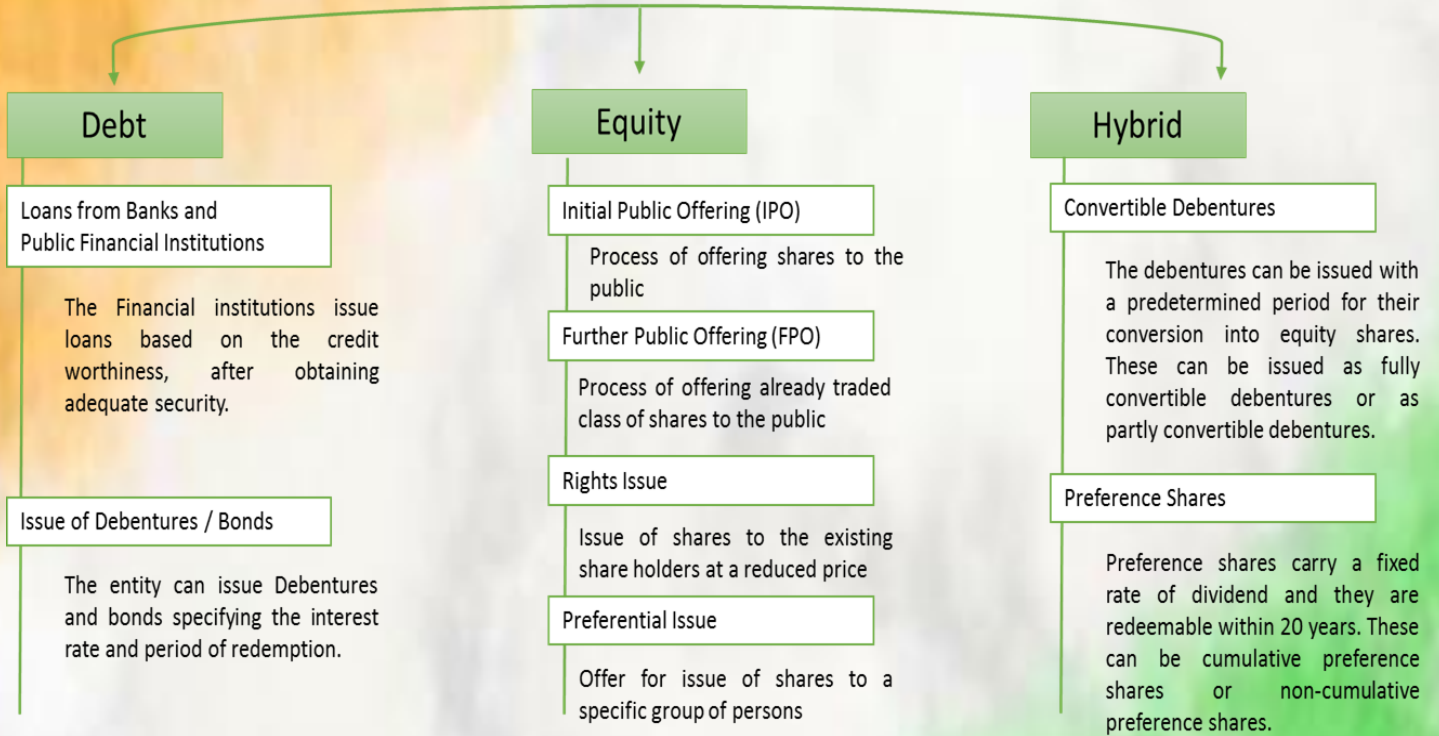 Debt
Loans from Banks and
Public Financial Institutions
The Financial institutions issue
loans based on the credit
worthiness, after obtaining
adequate security.
Issue of Debentures / Bonds
The entity can issue Debentures
and bonds specifying the interest
rate and period of redemption.
Equity
Initial Public Offering (IPO)
Process of offering shares to the
public
Further Public Offering (FPO)
Process of offering already traded
class of shares to the public
Rights Issue
Issue of shares to the existing
share holders at a reduced price
Preferential Issue
Offer for issue of shares to a
specific group of persons
Hybrid
Convertible Debentures
The debentures can be issued with
a predetermined period for their
conversion into equity shares.
These can be issued as fully
convertible debentures or as
partly convertible debentures.
Preference Shares
Preference shares carry a fixed
rate of dividend and they are
redeemable within 20 years. These
can be cumulative preference
shares or non-cumulative
preference shares.